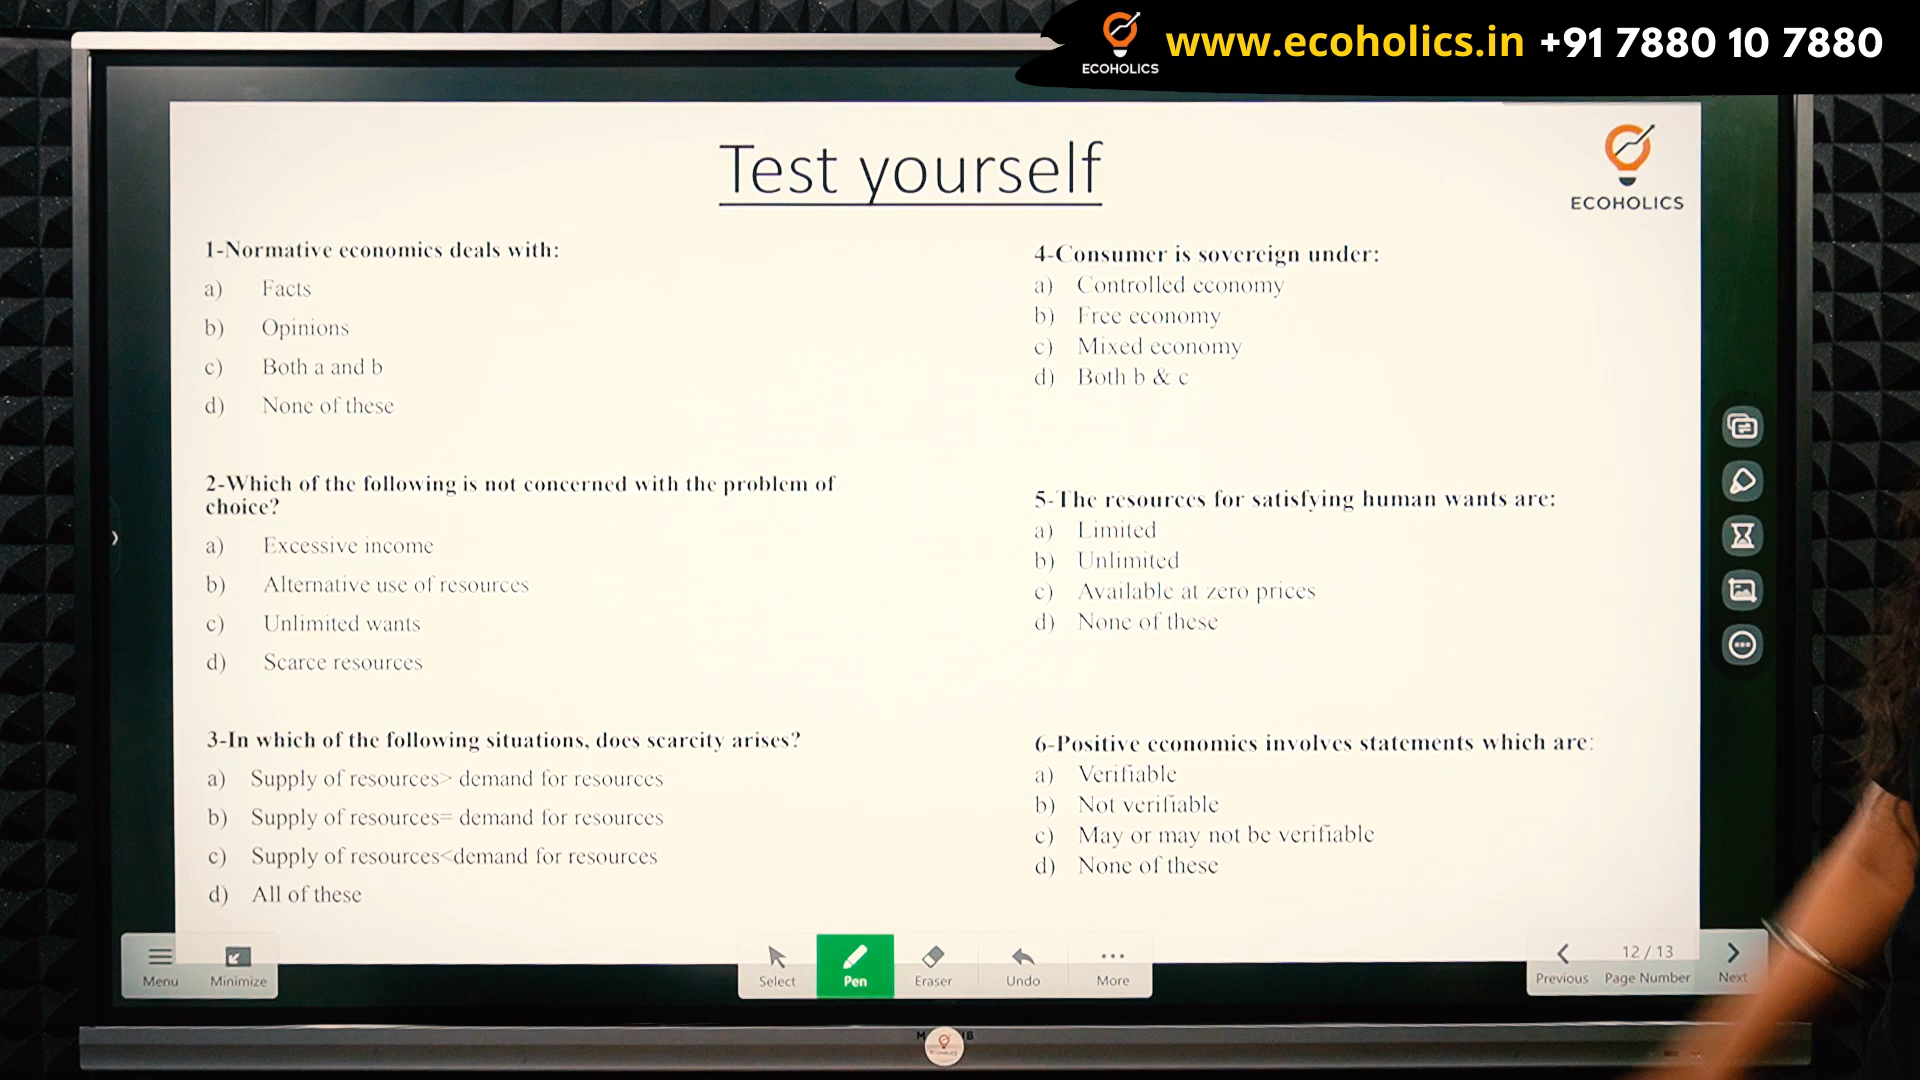 www.ecoholics.in +91 7880 10 7880
ECOHOLICS
Test yourself
ECOHOLICS
1-Normative economics deals with:
a) Facts
b) Opinions
c) Both a and b
d) None of these
2-Which of the following is not concerned with the problem of
choice?
a) Excessive income
b) Alternative use of resources
c) Unlimited wants
d) Scarce resources
3-In which of the following situations, does scarcity arises?
a) Supply of resources> demand for resources
b) Supply of resources= demand for resources
c) Supply of resources<demand for resources
d) All of these
4-Consumer is sovereign under:
a) Controlled economy
b) Free economy
c) Mixed economy
d) Both b & c
5-The resources for satisfying human wants are:
a) Limited
b) Unlimited
c) Available at zero prices
d) None of these
6-Positive economics involves statements which are:
a) Verifiable
b) Not verifiable
c) May or may not be verifiable
d) None of these
Menu Minimize Select Pen Eraser Undo More
12 / 13
Previous Page Number Next